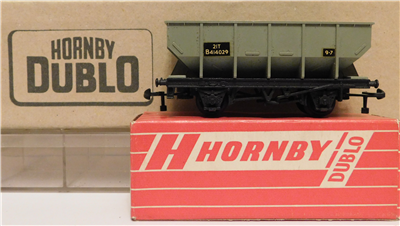 HORNBY
DUBLO
21T
B414029
9-7
H HORNBY
DUBLO